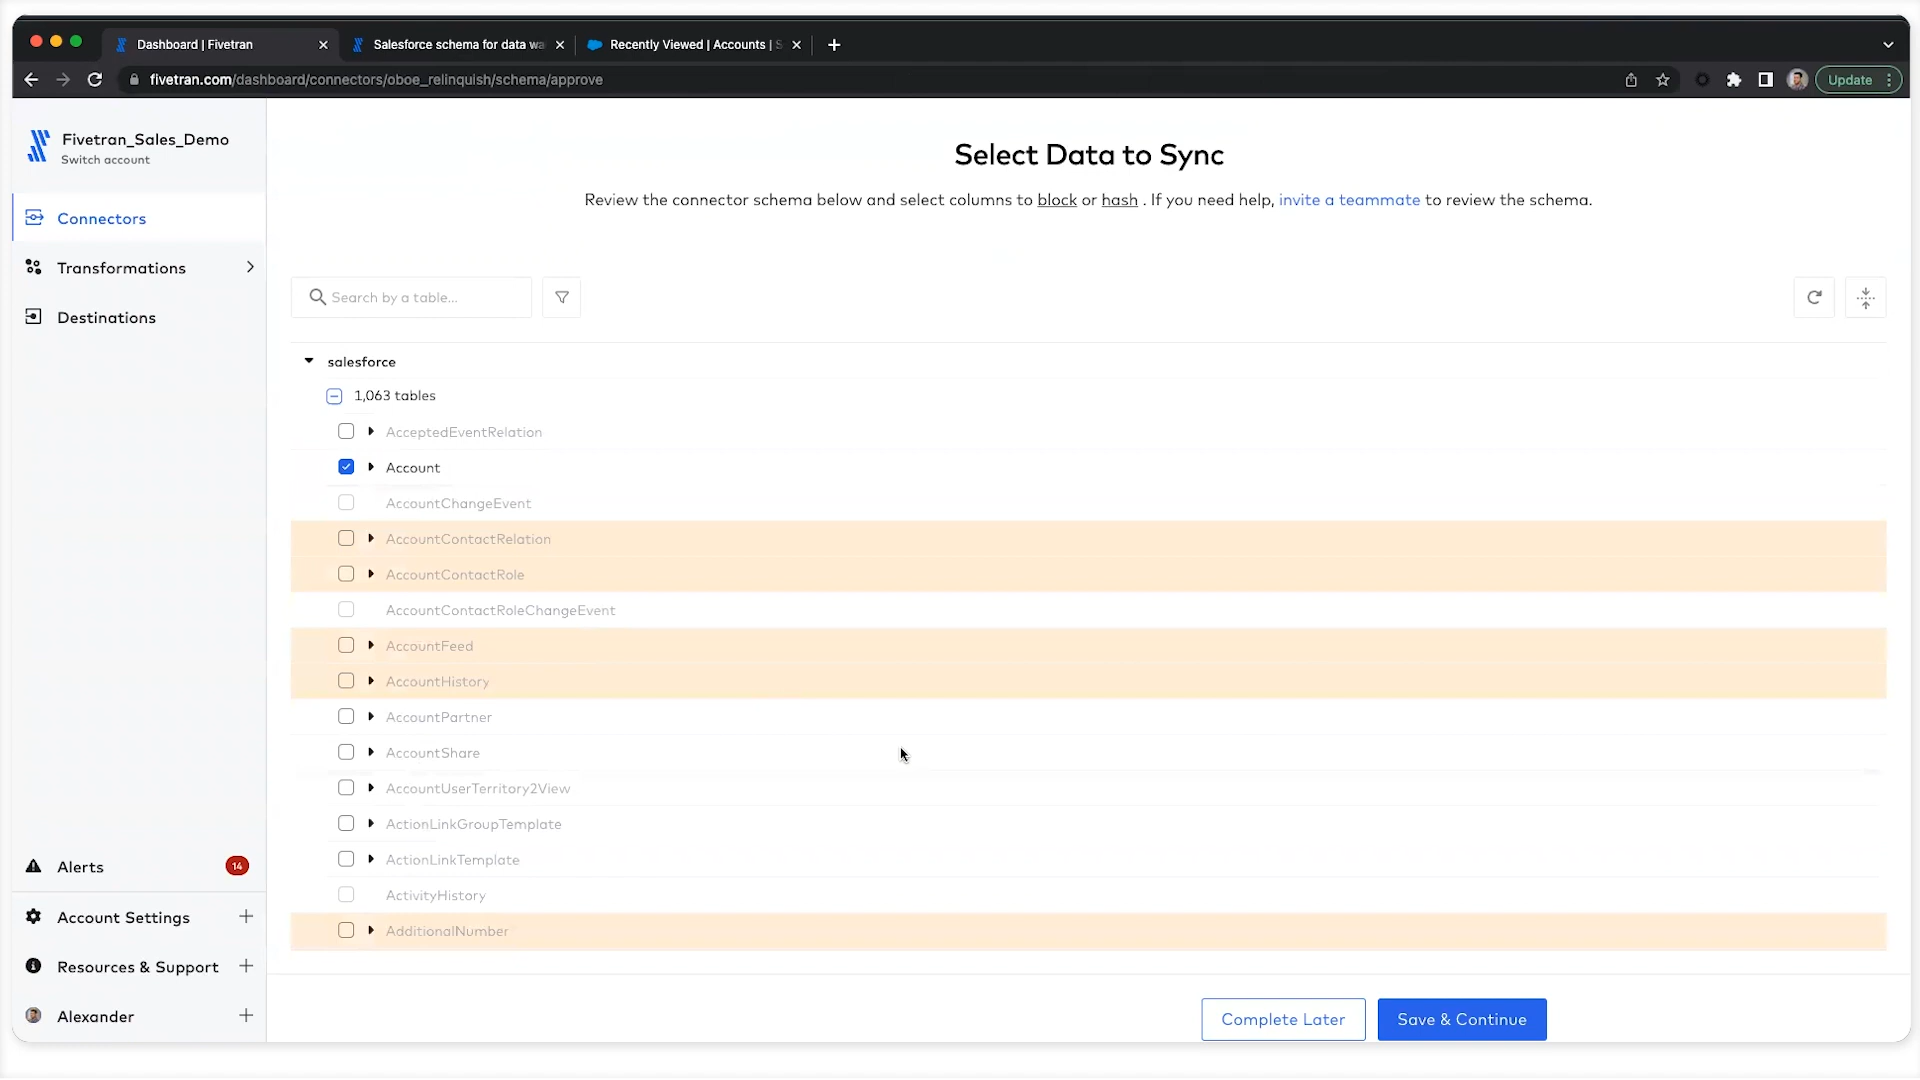 Dashboard | Fivetran
Salesforce schema for data wa
Recently Viewed | Accounts | S
fivetran.com/dashboard/connectors/oboe_relinquish/schema/approve
Update
Fivetran_Sales_Demo
Switch account
Connectors
Transformations
Destinations
Alerts
14
Account Settings
Resources & Support
Alexander
Select Data to Sync
Review the connector schema below and select columns to block or hash . If you need help, invite a teammate to review the schema.
Search by a table...
salesforce
1,063 tables
AcceptedEventRelation
Account
AccountChangeEvent
AccountContactRelation
AccountContactRole
AccountContactRoleChangeEvent
AccountFeed
AccountHistory
AccountPartner
AccountShare
AccountUserTerritory2View
ActionLinkGroupTemplate
ActionLinkTemplate
ActivityHistory
AdditionalNumber
Complete Later
Save & Continue